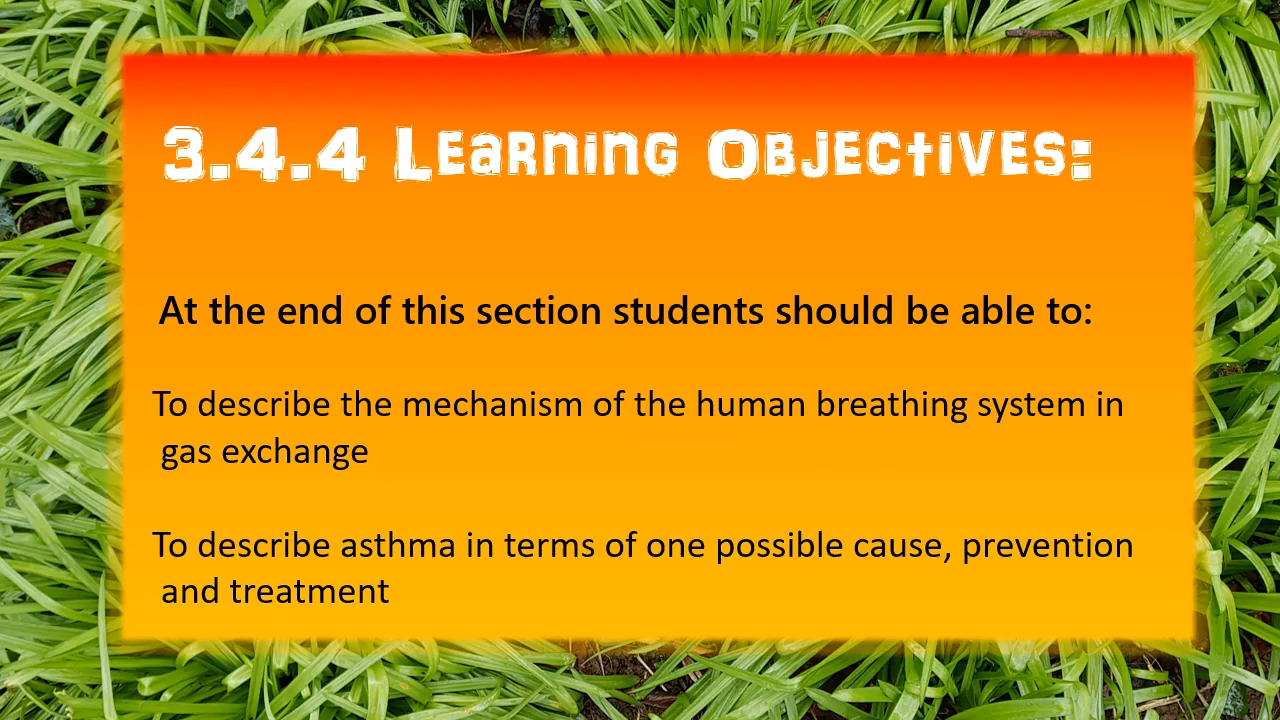 3.4.4 Learning Objectives:
At the end of this section students should be able to:
To describe the mechanism of the human breathing system in
gas exchange
To describe asthma in terms of one possible cause, prevention
and treatment